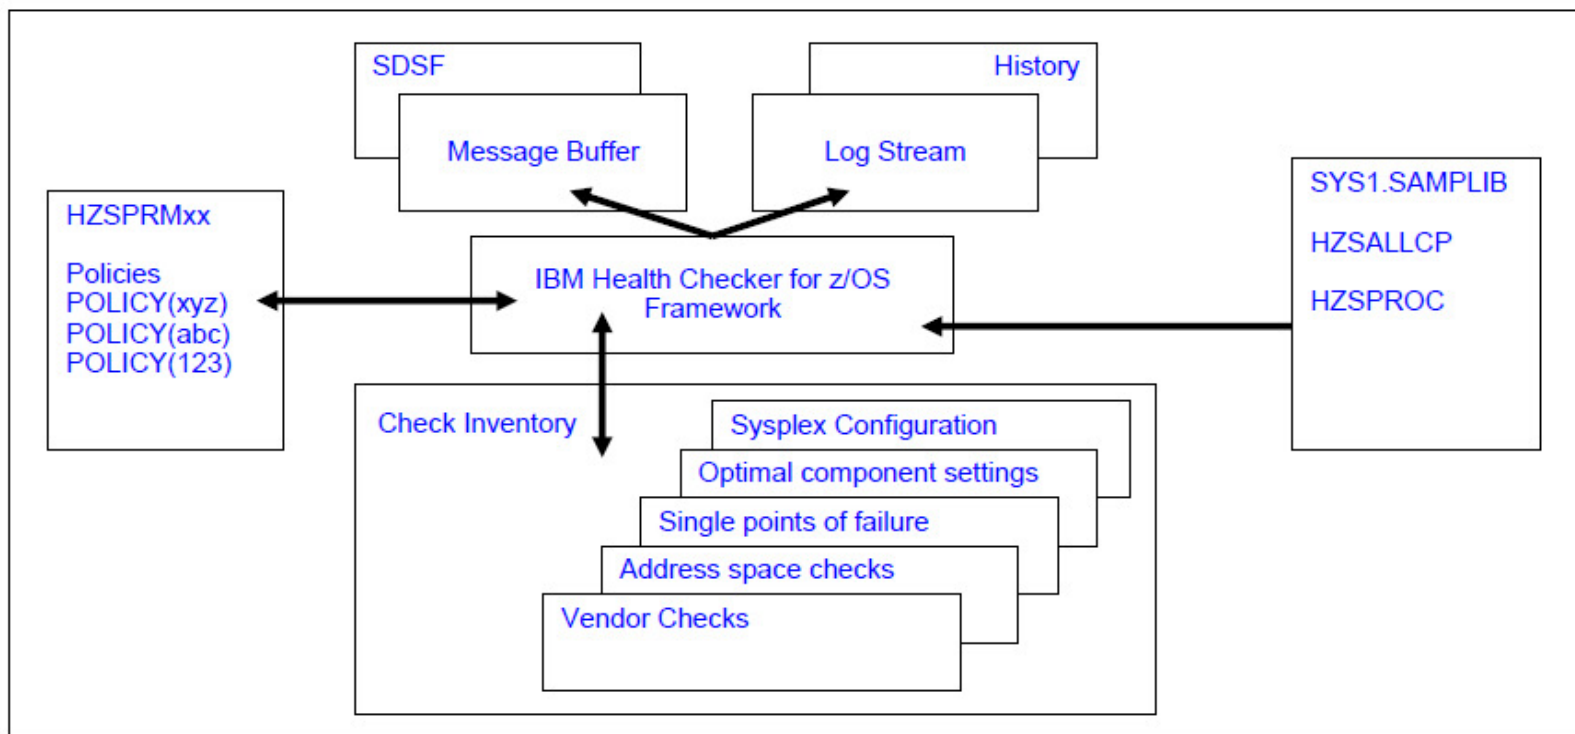 SDSF
Message Buffer
History
Log Stream
HZSPRMxx
Policies
POLICY(xyz)
POLICY(abc)
POLICY(123)
IBM Health Checker for z/OS
Framework
SYS1.SAMPLIB
HZSALLCP
HZSPROC
Check Inventory
Sysplex Configuration
Optimal component settings
Single points of failure
Address space checks
Vendor Checks